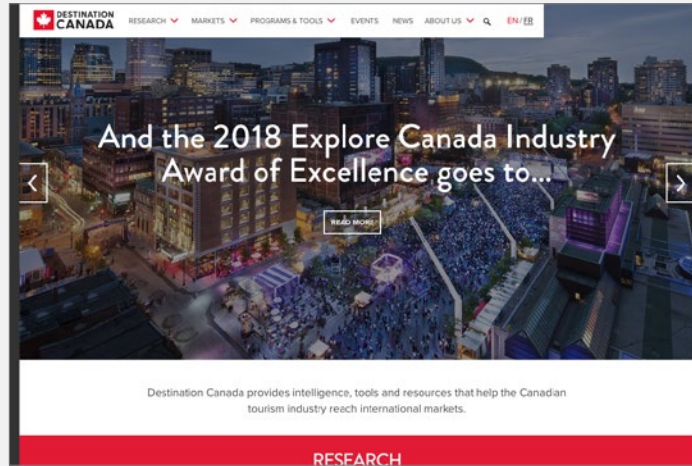 DESTINATION
CANADA
RESEARCH MARKETS PROGRAMS & TOOLS EVENTS NEWS ABOUT US EN/FR
And the 2018 Explore Canada Industry
Award of Excellence goes to...
READ MORE
Destination Canada provides intelligence, tools and resources that help the Canadian
tourism industry reach international markets.
RESEARCH